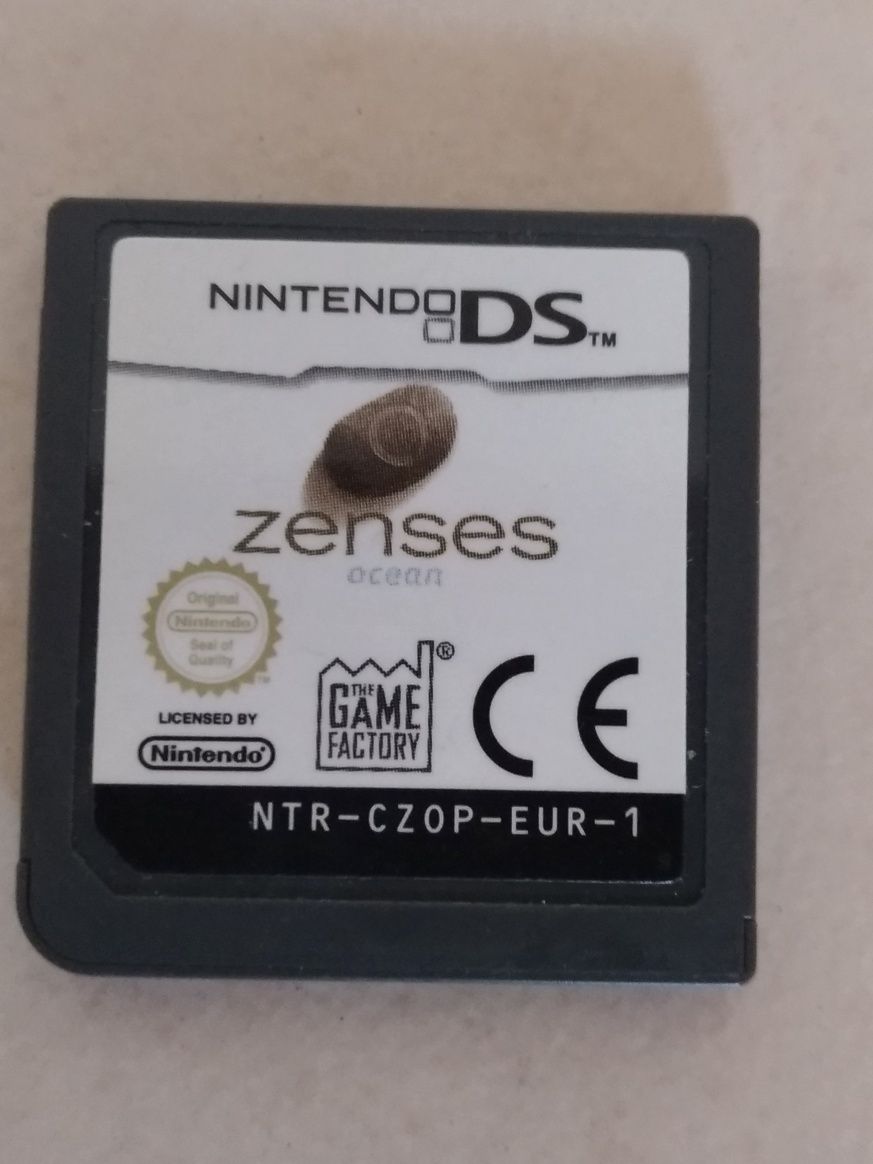 NINTENDO DS™
zenses
ocean
Original
Nintendo
Seal of
Quality
™
LICENSED BY
Nintendo®
THE
GAME
FACTORY
®
CE
NTR-CZOP-EUR-1